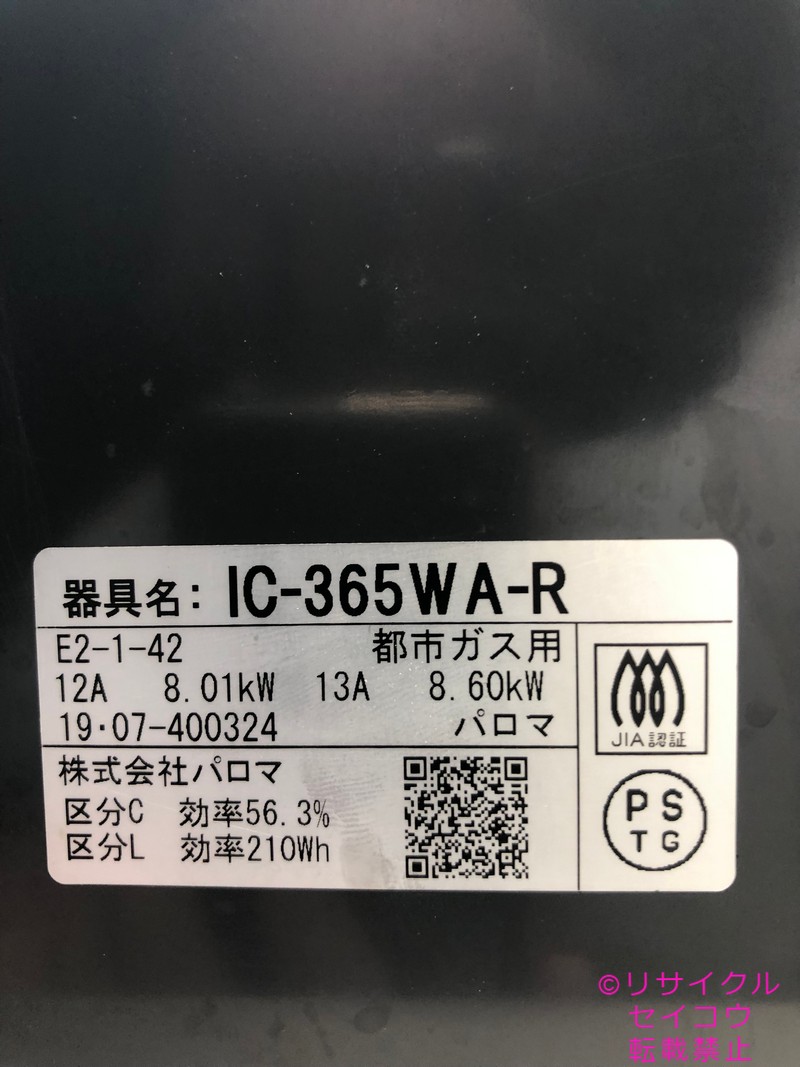 器具名: IC-365WA-R
E2-1-42 都市ガス用
12A 8.01kW 13A 8.60kW
19・07-400324 パロマ
株式会社パロマ
区分C 効率56.3%
区分L 効率210Wh
JIA認証
PS
TG
©リサイクル
セイコウ
転載禁止